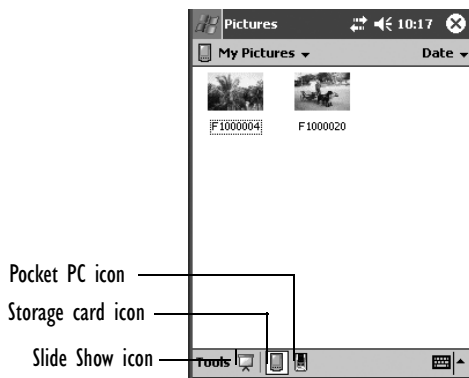 Pictures 10:17
My Pictures Date
F1000004 F1000020
Pocket PC icon
Storage card icon
Slide Show icon
Tools